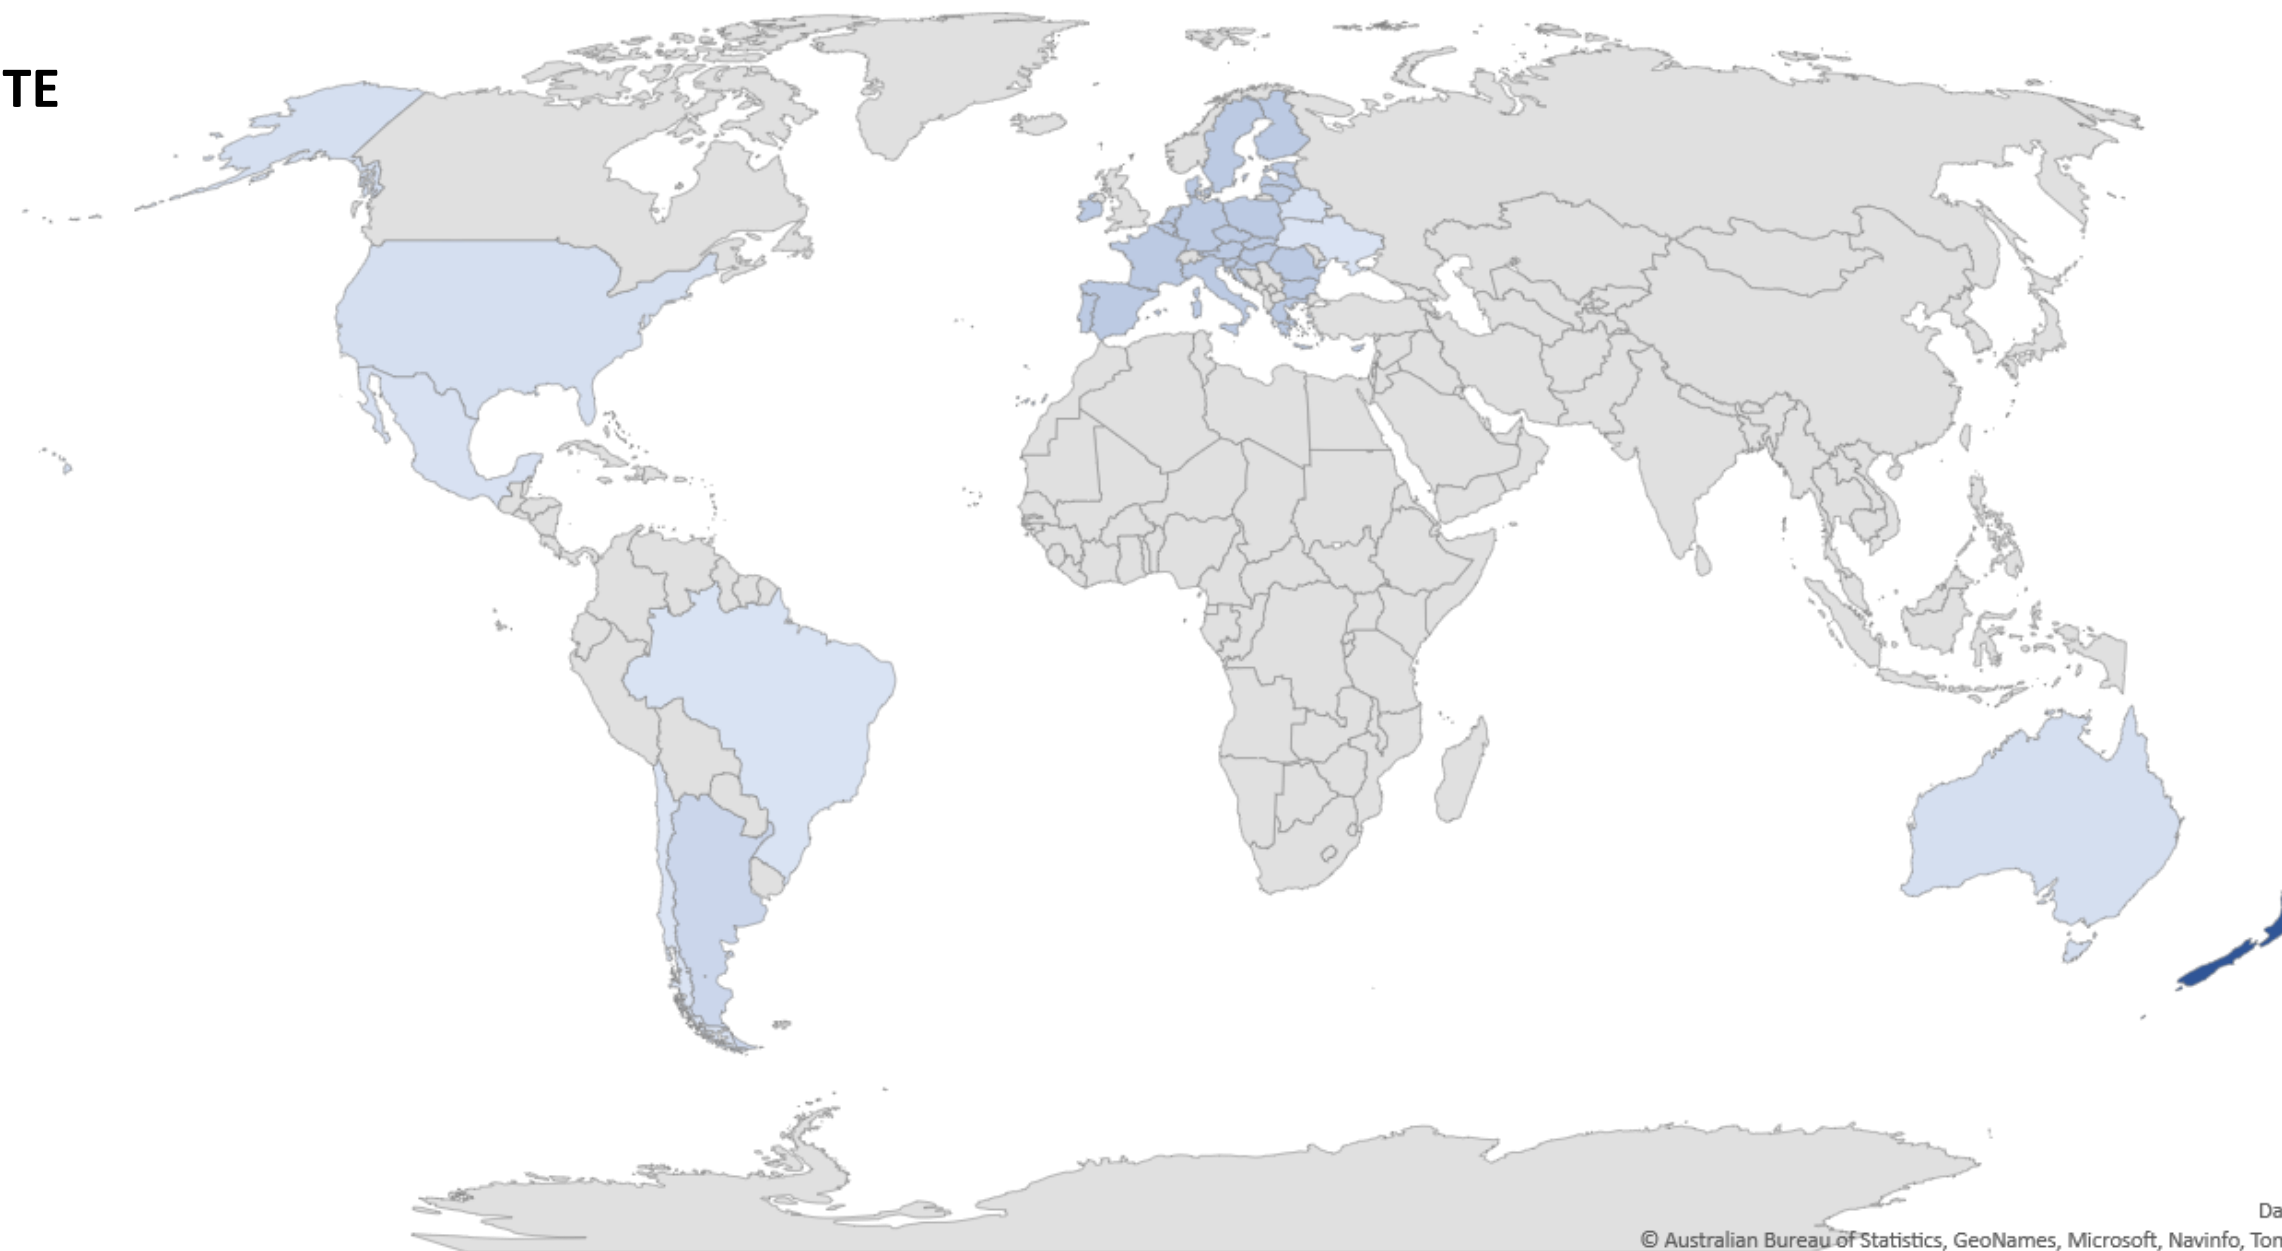 TE
Da
© Australian Bureau of Statistics, GeoNames, Microsoft, Navinfo, Ton